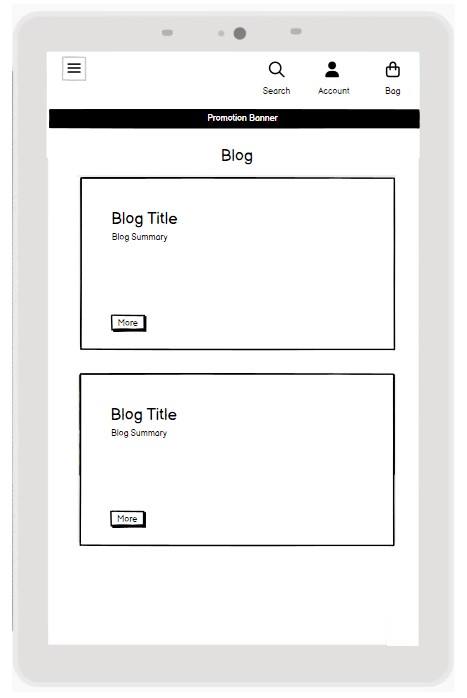 Search Account Bag
Promotion Banner
Blog
Blog Title
Blog Summary
More
Blog Title
Blog Summary
More